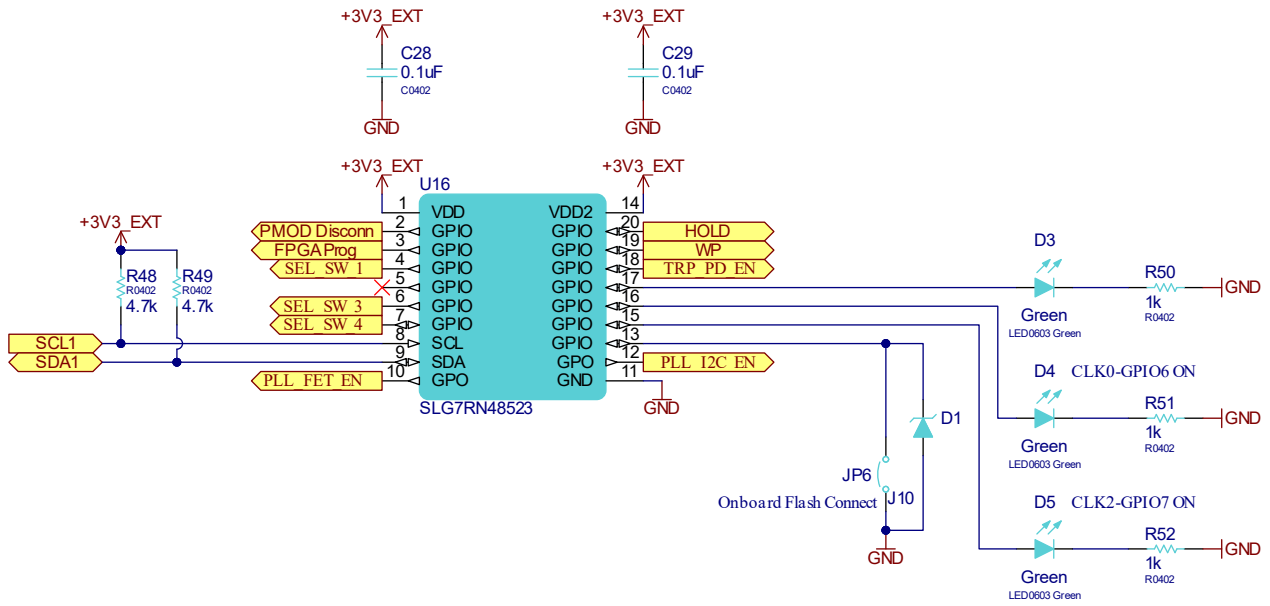 +3V3_EXT
C28
0.1uF
C0402
GND
+3V3_EXT
C29
0.1uF
C0402
GND
+3V3_EXT
U16
+3V3_EXT
1 VDD
2 GPIO
3 GPIO
4 GPIO
5 GPIO
6 GPIO
7 GPIO
8 SCL
9 SDA
10 GPO
VDD2 14
GPIO 20
GPIO 19
GPIO 18
GPIO 17
GPIO 16
GPIO 15
GPIO 13
GPO 12
GND 11
SLG7RN48523
PMOD Disconn
FPGA Prog
SEL_SW_1
SEL_SW_3
SEL_SW_4
PLL_FET_EN
+3V3_EXT
R48
R0402
4.7k
R49
R0402
4.7k
SCL1
SDA1
HOLD
WP
TRP_PD_EN
PLL_I2C_EN
GND
D1
JP6
J10
Onboard Flash Connect
GND
D3
Green
LED0603 Green
R50
1k
R0402
GND
D4 CLK0-GPIO6 ON
Green
LED0603 Green
R51
1k
R0402
GND
D5 CLK2-GPIO7 ON
Green
LED0603 Green
R52
1k
R0402
GND